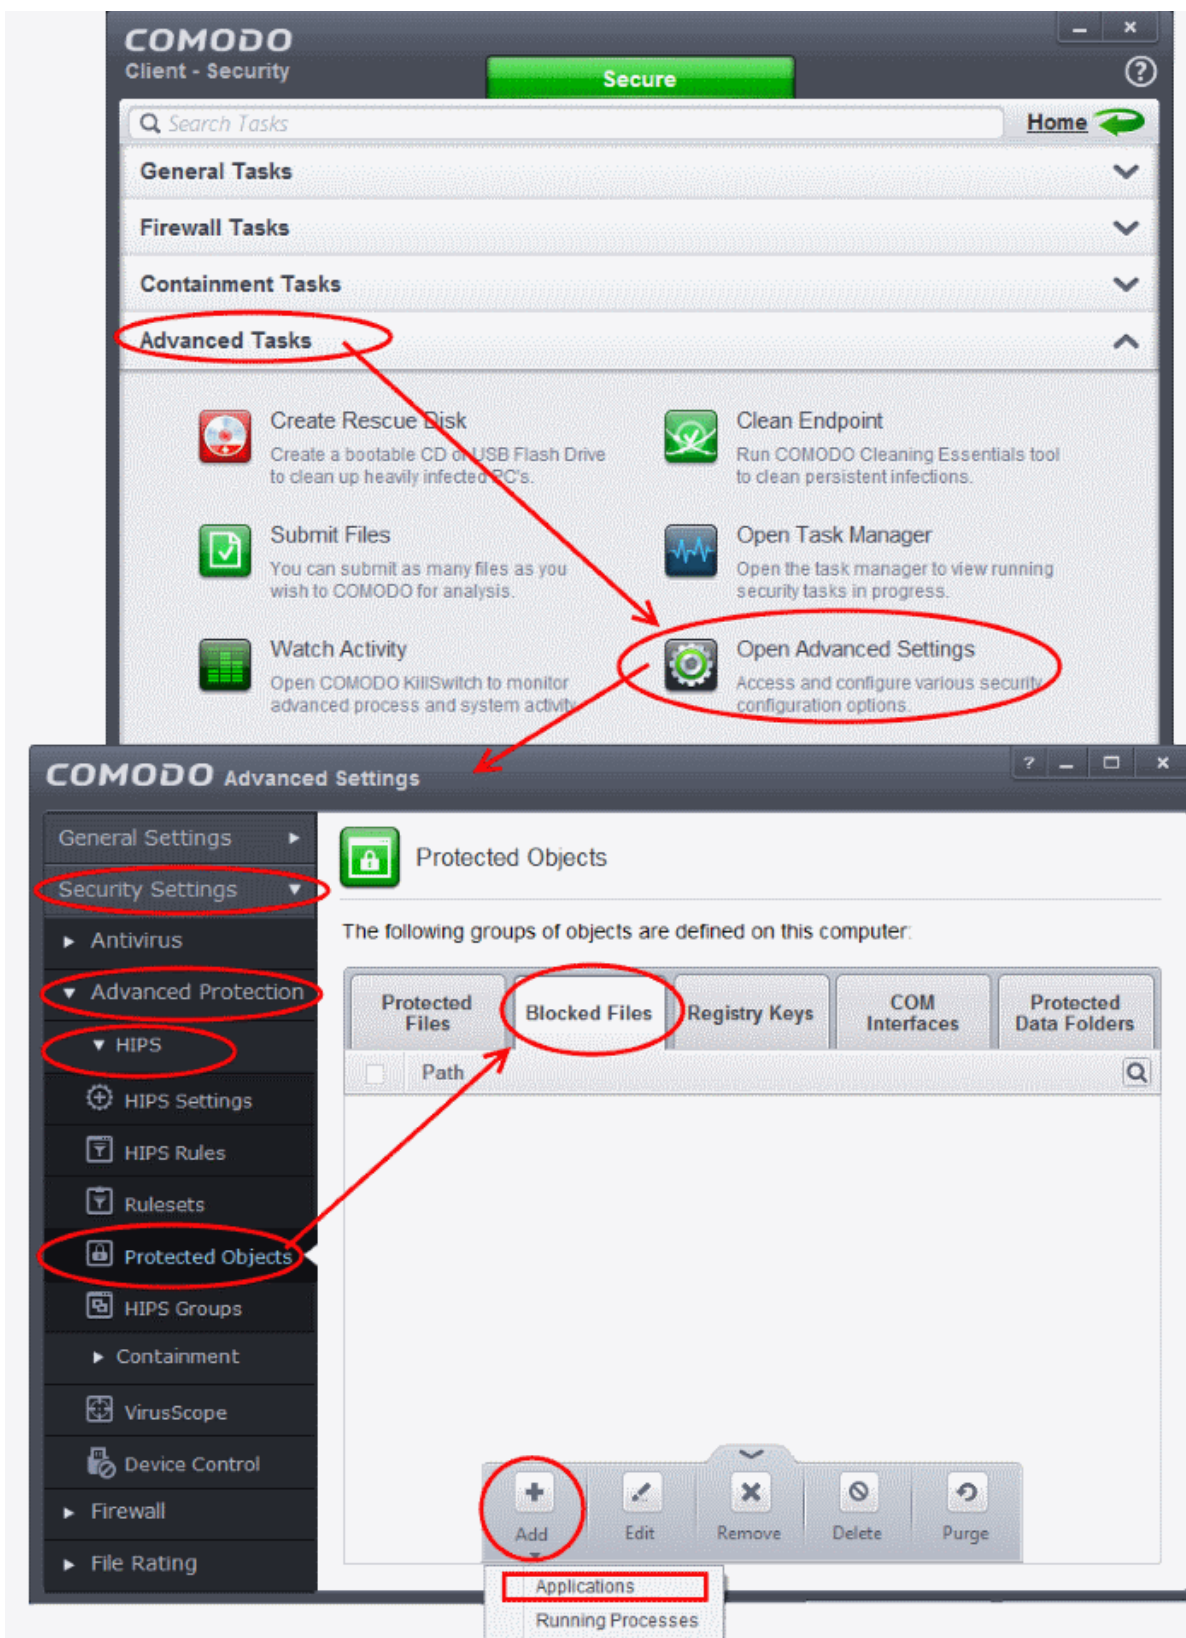 COMODO
Client - Security
Secure
Search Tasks
Home
General Tasks
Firewall Tasks
Containment Tasks
Advanced Tasks
Create Rescue Disk
Create a bootable CD or USB Flash Drive
to clean up heavily infected PC's.
Clean Endpoint
Run COMODO Cleaning Essentials tool
to clean persistent infections.
Submit Files
You can submit as many files as you
wish to COMODO for analysis.
Open Task Manager
Open the task manager to view running
security tasks in progress.
Watch Activity
Open COMODO KillSwitch to monitor
advanced process and system activity.
Open Advanced Settings
Access and configure various security
configuration options.
COMODO Advanced Settings
General Settings
Security Settings
Antivirus
Advanced Protection
HIPS
HIPS Settings
HIPS Rules
Rulesets
Protected Objects
HIPS Groups
Containment
VirusScope
Device Control
Firewall
File Rating
Protected Objects
The following groups of objects are defined on this computer:
Protected
Files
Blocked Files
Registry Keys
COM
Interfaces
Protected
Data Folders
Path
Add
Edit
Remove
Delete
Purge
Applications
Running Processes